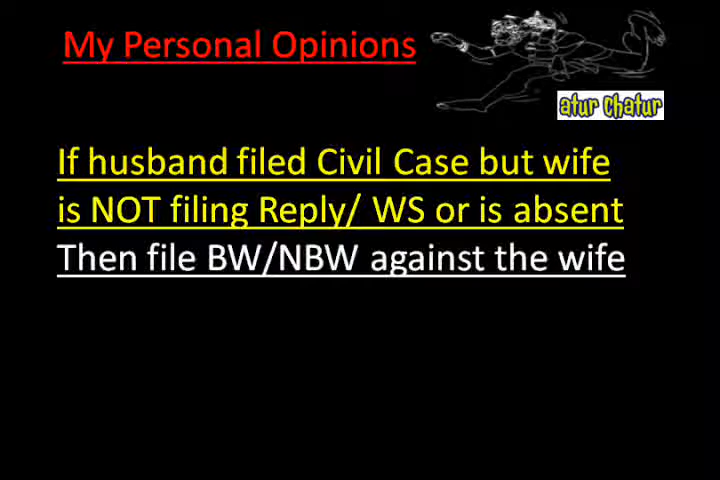 My Personal Opinions
atur chatur
If husband filed Civil Case but wife
is NOT filing Reply/ WS or is absent
Then file BW/NBW against the wife